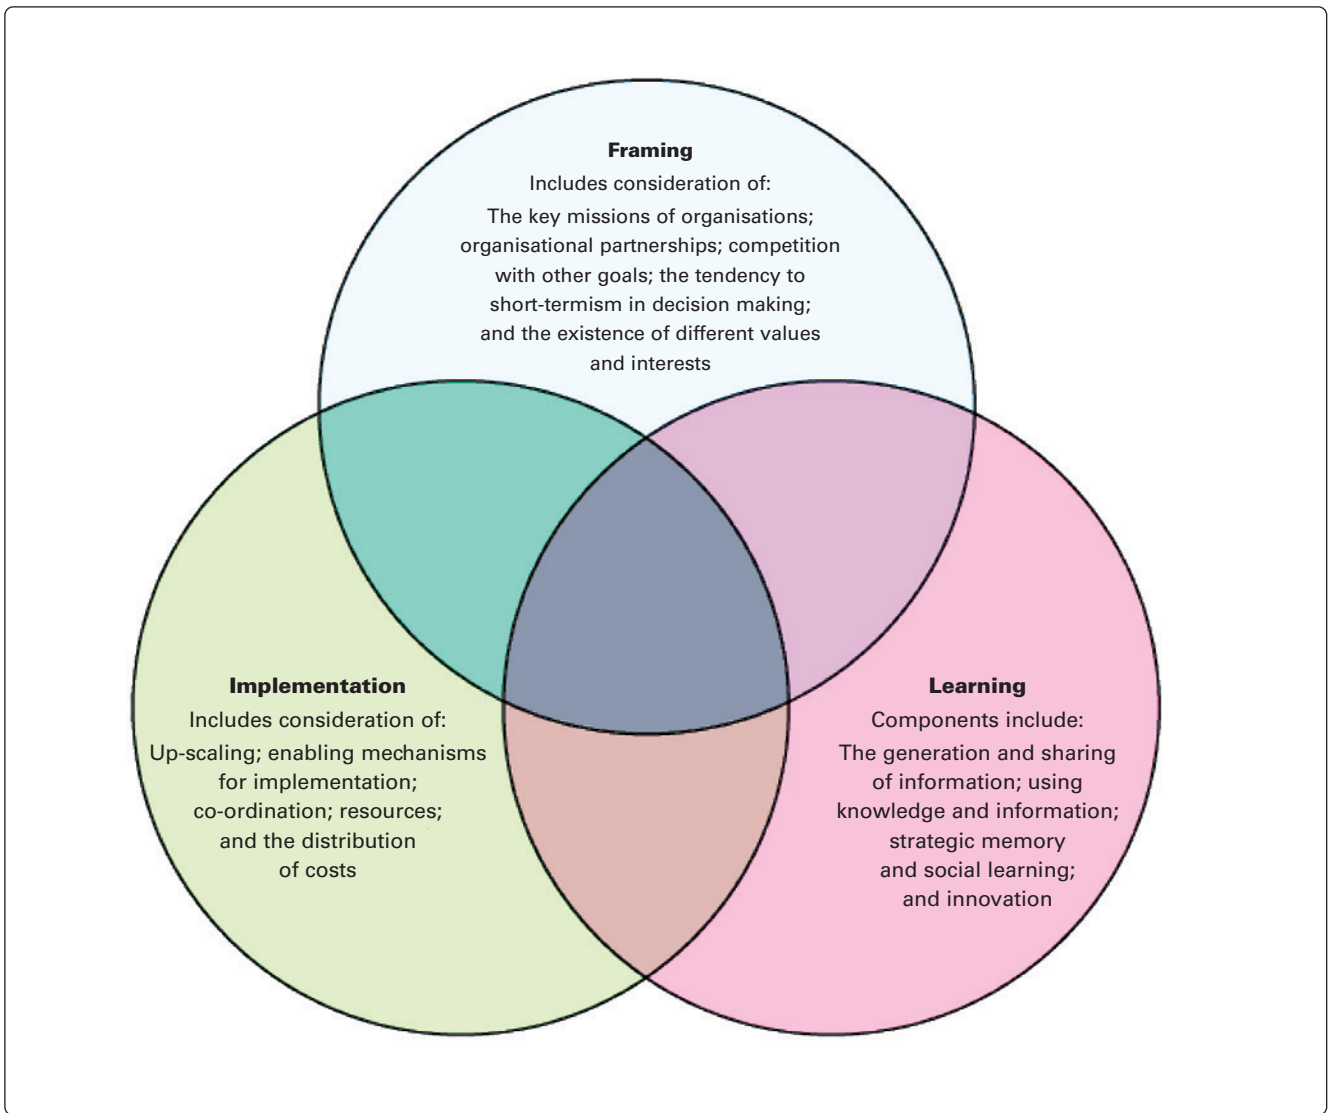 Framing
Includes consideration of:
The key missions of organisations;
organisational partnerships; competition
with other goals; the tendency to
short-termism in decision making;
and the existence of different values
and interests
Implementation
Includes consideration of:
Up-scaling; enabling mechanisms
for implementation;
co-ordination; resources;
and the distribution
of costs
Learning
Components include:
The generation and sharing
of information; using
knowledge and information;
strategic memory
and social learning;
and innovation